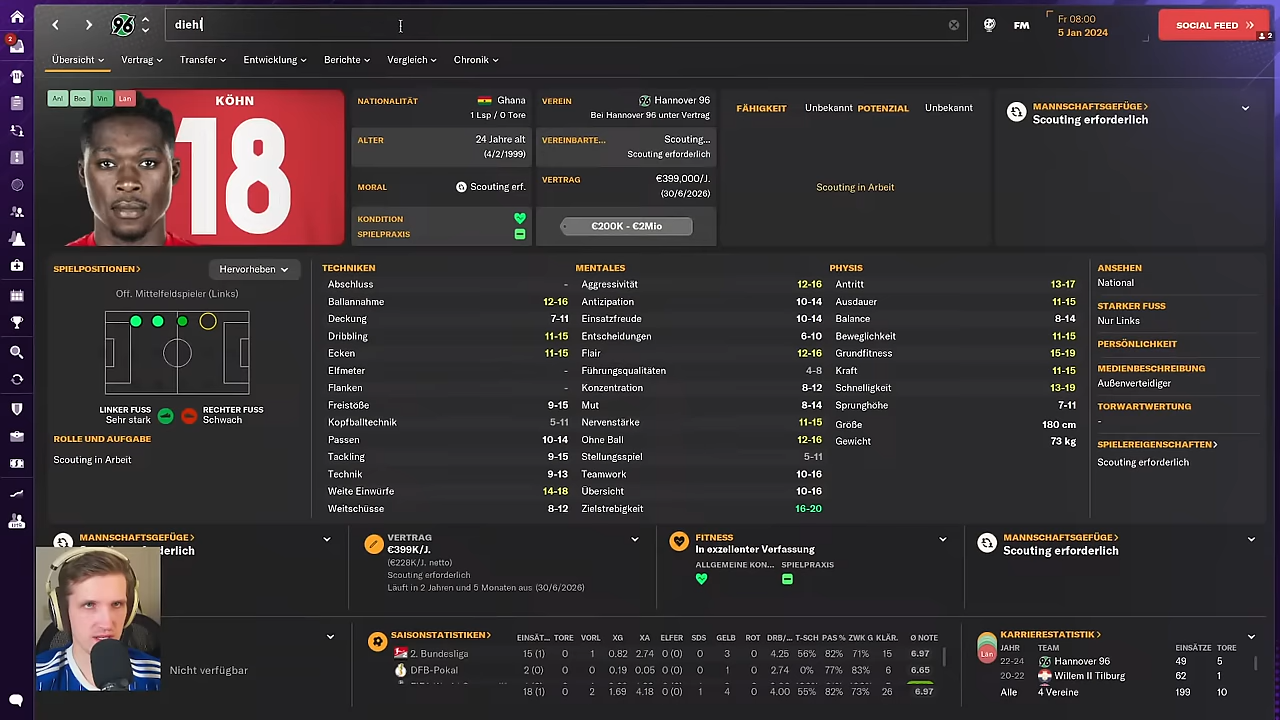 96
diehl
FM
Fr 08:00
5 Jan 2024
SOCIAL FEED
2
2
Übersicht
Vertrag
Transfer
Entwicklung
Berichte
Vergleich
Chronik
Anl
Beo
Vin
Län
KÖHN
18
NATIONALITÄT
Ghana
1 Lsp / 0 Tore
ALTER
24 Jahre alt
(4/2/1999)
MORAL
Scouting erf.
KONDITION
SPIELPRAXIS
VEREIN
Hannover 96
Bei Hannover 96 unter Vertrag
VEREINBARTE...
Scouting...
Scouting erforderlich
VERTRAG
€399,000/J.
(30/6/2026)
€200K - €2Mio
FÄHIGKEIT
Unbekannt
POTENZIAL
Unbekannt
Scouting in Arbeit
MANNSCHAFTSGEFÜGE
Scouting erforderlich
SPIELPOSITIONEN
Hervorheben
Off. Mittelfeldspieler (Links)
LINKER FUSS
Sehr stark
RECHTER FUSS
Schwach
ROLLE UND AUFGABE
Scouting in Arbeit
TECHNIKEN
Abschluss -
Ballannahme 12-16
Deckung 7-11
Dribbling 11-15
Ecken 11-15
Elfmeter -
Flanken -
Freistöße 9-15
Kopfballtechnik 5-11
Passen 10-14
Tackling 9-15
Technik 9-13
Weite Einwürfe 14-18
Weitschüsse 8-12
MENTALES
Aggressivität 12-16
Antizipation 10-14
Einsatzfreude 10-14
Entscheidungen 6-10
Flair 12-16
Führungsqualitäten 4-8
Konzentration 8-12
Mut 8-14
Nervenstärke 11-15
Ohne Ball 12-16
Stellungsspiel 5-11
Teamwork 10-16
Übersicht 10-16
Zielstrebigkeit 16-20
PHYSIS
Antritt 13-17
Ausdauer 11-15
Balance 8-14
Beweglichkeit 11-15
Grundfitness 15-19
Kraft 11-15
Schnelligkeit 13-19
Sprunghöhe 7-11
Größe 180 cm
Gewicht 73 kg
ANSEHEN
National
STARKER FUSS
Nur Links
PERSÖNLICHKEIT
MEDIENBESCHREIBUNG
Außenverteidiger
TORWARTWERTUNG
-
SPIELEREIGENSCHAFTEN
Scouting erforderlich
MANNSCHAFTSGEFÜGE
erforderlich
VERTRAG
€399K/J.
(€228K/J. netto)
Scouting erforderlich
Läuft in 2 Jahren und 5 Monaten aus (30/6/2026)
FITNESS
In exzellenter Verfassung
ALLGEMEINE KON...
SPIELPRAXIS
MANNSCHAFTSGEFÜGE
Scouting erforderlich
Nicht verfügbar
SAISONSTATISTIKEN
EINSÄT... TORE VORL XG XA ELFER SDS GELB ROT DRB/... T-SCH PAS % ZWK G KLÄR. Ø NOTE
2. Bundesliga 15 (1) 0 1 0.82 2.74 0 (0) 0 3 0 4.25 56% 82% 71% 15 6.97
DFB-Pokal 2 (0) 0 0 0.19 0.05 0 (0) 0 1 0 2.74 0% 77% 83% 6 6.65
18 (1) 0 2 1.69 4.18 0 (0) 1 4 0 4.00 55% 82% 73% 26 6.97
Län
KARRIERESTATISTIK
JAHR TEAM EINSÄTZE TORE
22-24 Hannover 96 49 5
20-22 Willem II Tilburg 62 1
Alle 4 Vereine 199 10